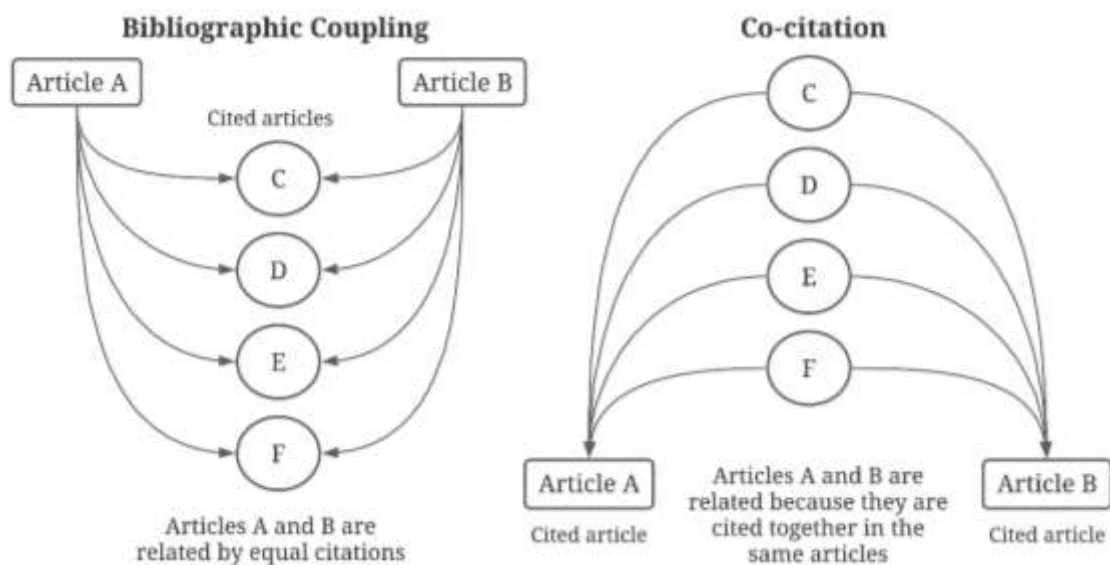 Bibliographic Coupling
Article A
Article B
Cited articles
C
D
E
F
Articles A and B are
related by equal citations
Co-citation
C
D
E
F
Article A
Cited article
Articles A and B are
related because they are
cited together in the
same articles
Article B
Cited article